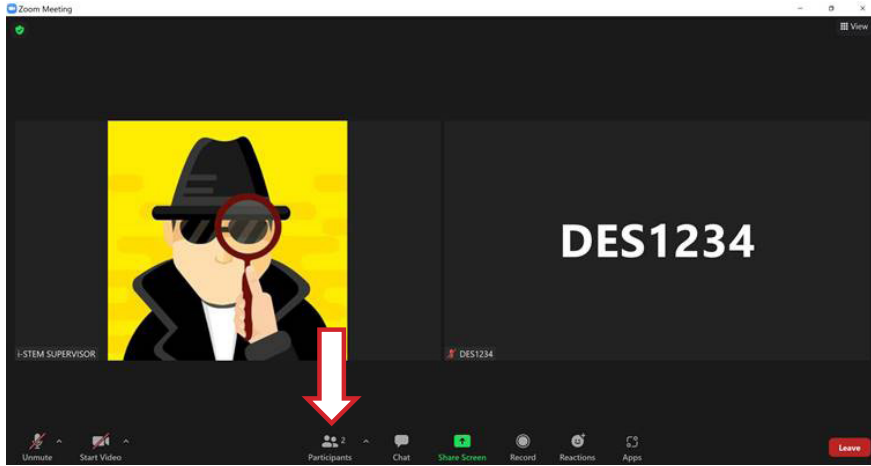 Zoom Meeting
View
DES1234
i-STEM SUPERVISOR
DES1234
2
Unmute
Start Video
Participants
Chat
Share Screen
Record
Reactions
Apps
Leave